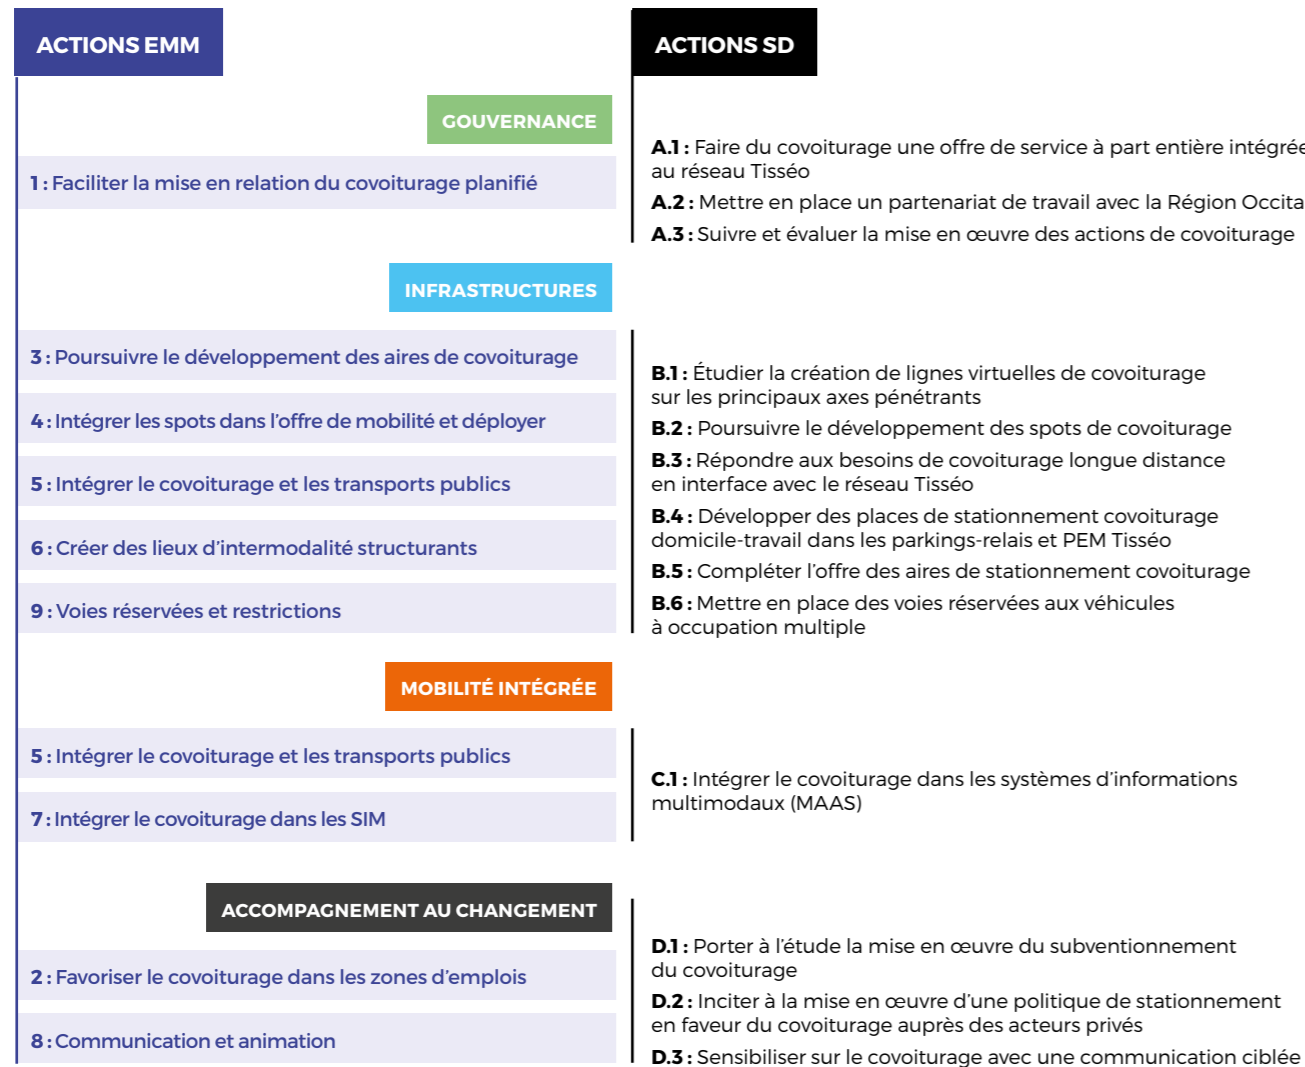 ACTIONS EMM
ACTIONS SD
GOUVERNANCE
1 : Faciliter la mise en relation du covoiturage planifié
A.1 : Faire du covoiturage une offre de service à part entière intégrée
au réseau Tisséo
A.2 : Mettre en place un partenariat de travail avec la Région Occita
A.3 : Suivre et évaluer la mise en œuvre des actions de covoiturage
INFRASTRUCTURES
3 : Poursuivre le développement des aires de covoiturage
4 : Intégrer les spots dans l’offre de mobilité et déployer
5 : Intégrer le covoiturage et les transports publics
6 : Créer des lieux d’intermodalité structurants
9 : Voies réservées et restrictions
B.1 : Étudier la création de lignes virtuelles de covoiturage
sur les principaux axes pénétrants
B.2 : Poursuivre le développement des spots de covoiturage
B.3 : Répondre aux besoins de covoiturage longue distance
en interface avec le réseau Tisséo
B.4 : Développer des places de stationnement covoiturage
domicile-travail dans les parkings-relais et PEM Tisséo
B.5 : Compléter l’offre des aires de stationnement covoiturage
B.6 : Mettre en place des voies réservées aux véhicules
à occupation multiple
MOBILITÉ INTÉGRÉE
5 : Intégrer le covoiturage et les transports publics
7 : Intégrer le covoiturage dans les SIM
C.1 : Intégrer le covoiturage dans les systèmes d’informations
multimodaux (MAAS)
ACCOMPAGNEMENT AU CHANGEMENT
2 : Favoriser le covoiturage dans les zones d’emplois
8 : Communication et animation
D.1 : Porter à l’étude la mise en œuvre du subventionnement
du covoiturage
D.2 : Inciter à la mise en œuvre d’une politique de stationnement
en faveur du covoiturage auprès des acteurs privés
D.3 : Sensibiliser sur le covoiturage avec une communication ciblée